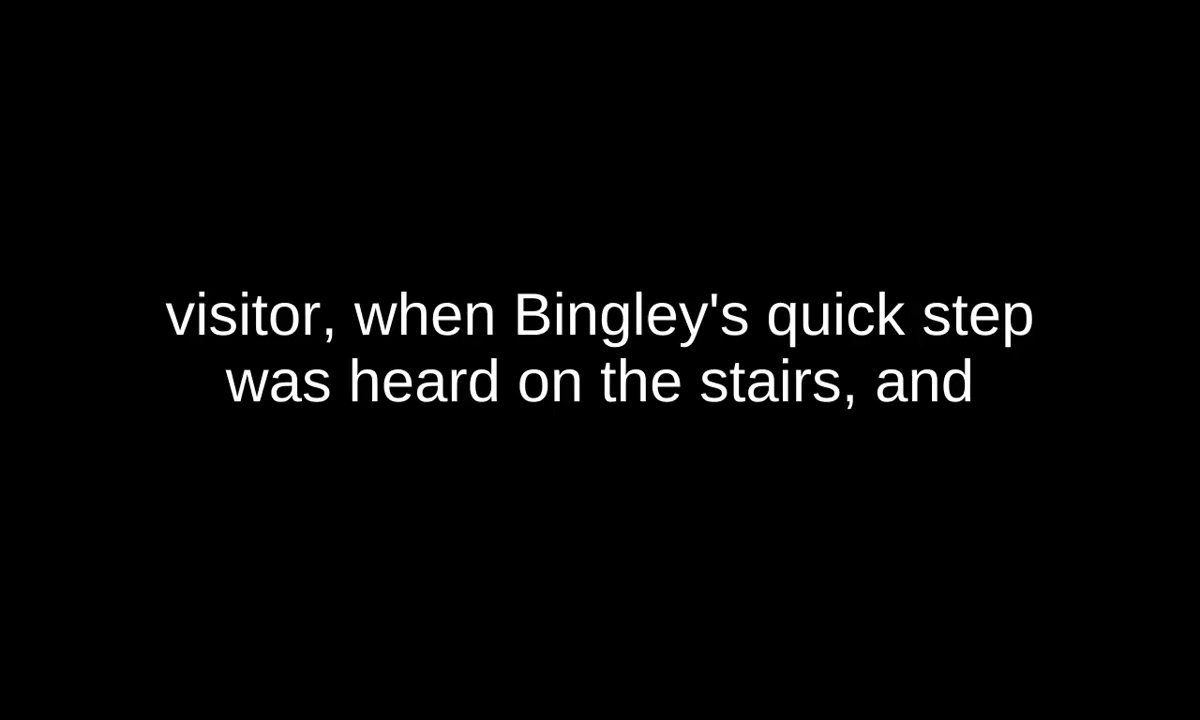 visitor, when Bingley's quick step
was heard on the stairs, and